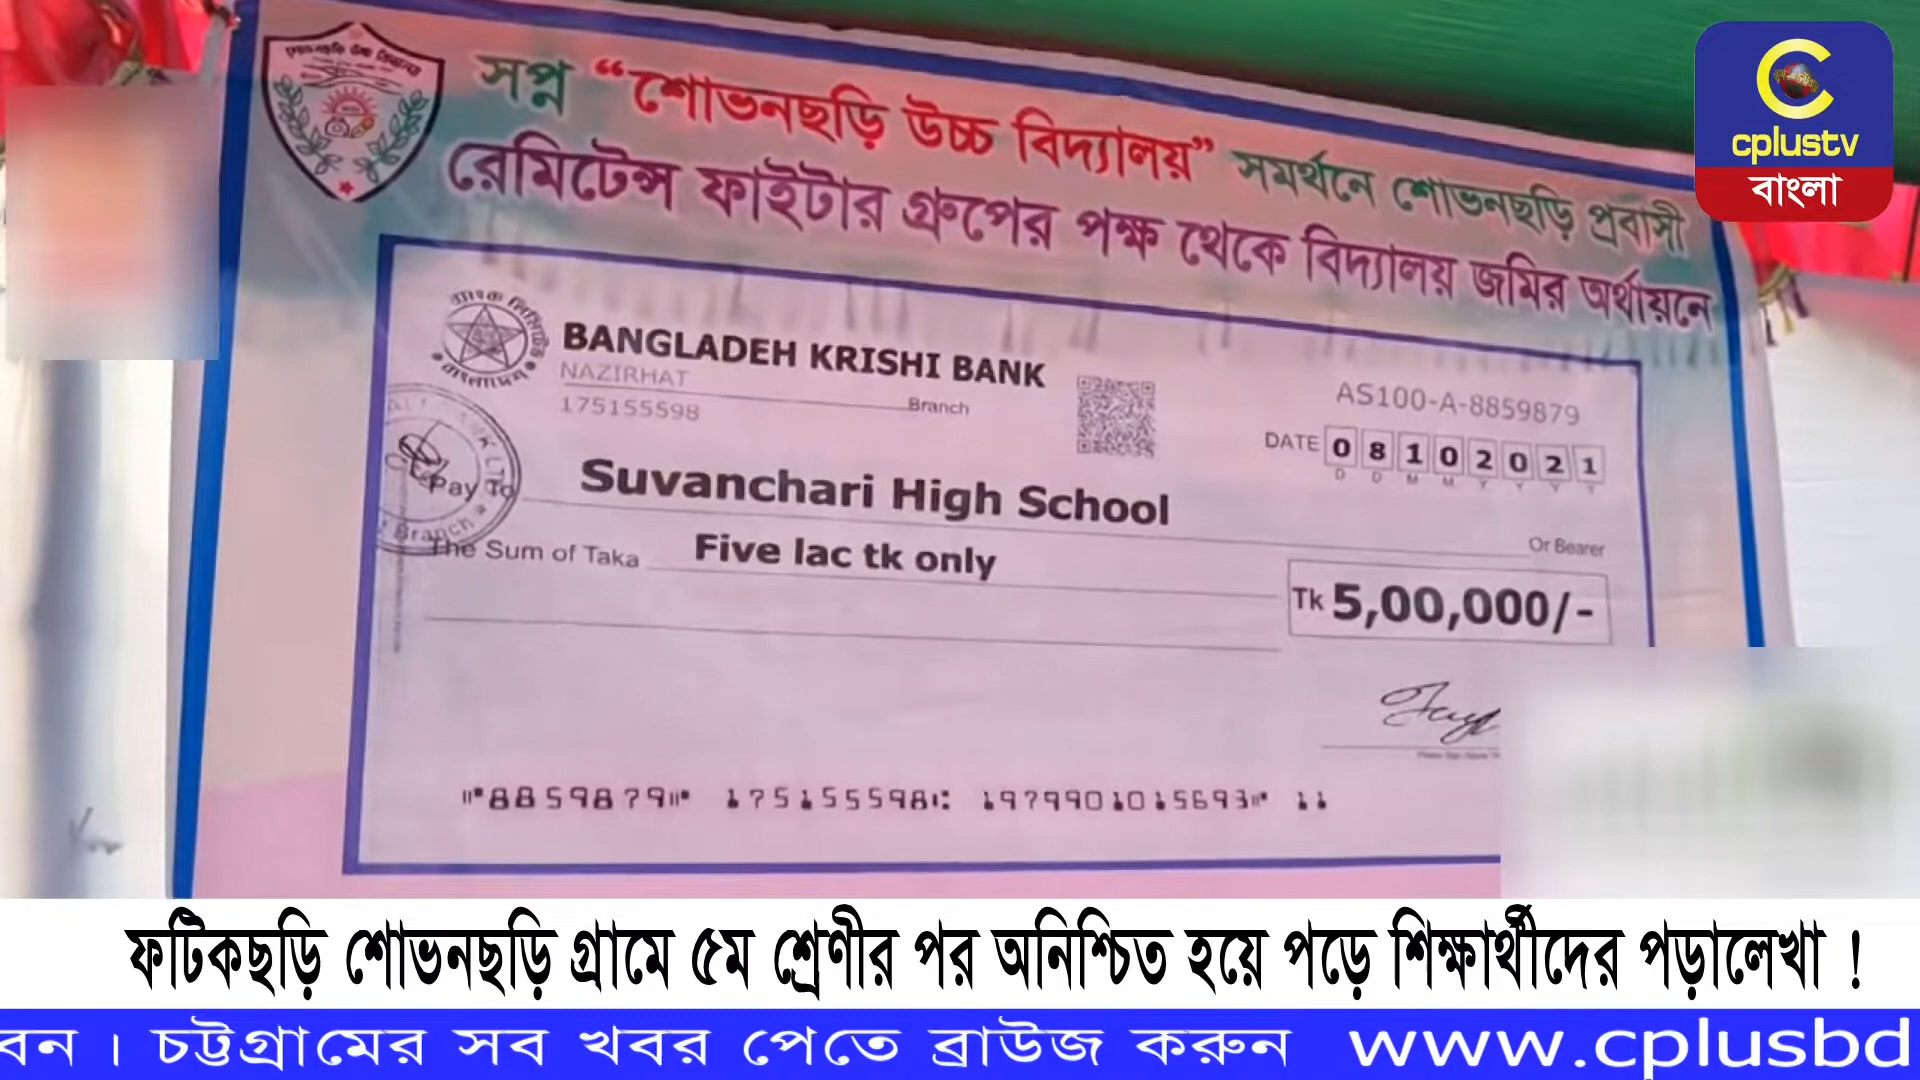 সপ্ন “শোভনছড়ি উচ্চ বিদ্যালয়” সমর্থনে শোভনছড়ি প্রবাসী
রেমিটেন্স ফাইটার গ্রুপের পক্ষ থেকে বিদ্যালয় জমির অর্থায়নে
cplustv
বাংলা
BANGLADEH KRISHI BANK
NAZIRHAT
Branch
175155598
AS100-A-8859879
DATE 08102021
D D M M Y Y Y Y
Pay To Suvanchari High School
Or Bearer
The Sum of Taka Five lac tk only
Tk 5,00,000/-
⑈8859879⑈ 175155598⑆ 1979901015693⑈ 11
ফটিকছড়ি শোভনছড়ি গ্রামে ৫ম শ্রেণীর পর অনিশ্চিত হয়ে পড়ে শিক্ষার্থীদের পড়ালেখা !
বন । চট্টগ্রামের সব খবর পেতে ব্রাউজ করুন www.cplusbd